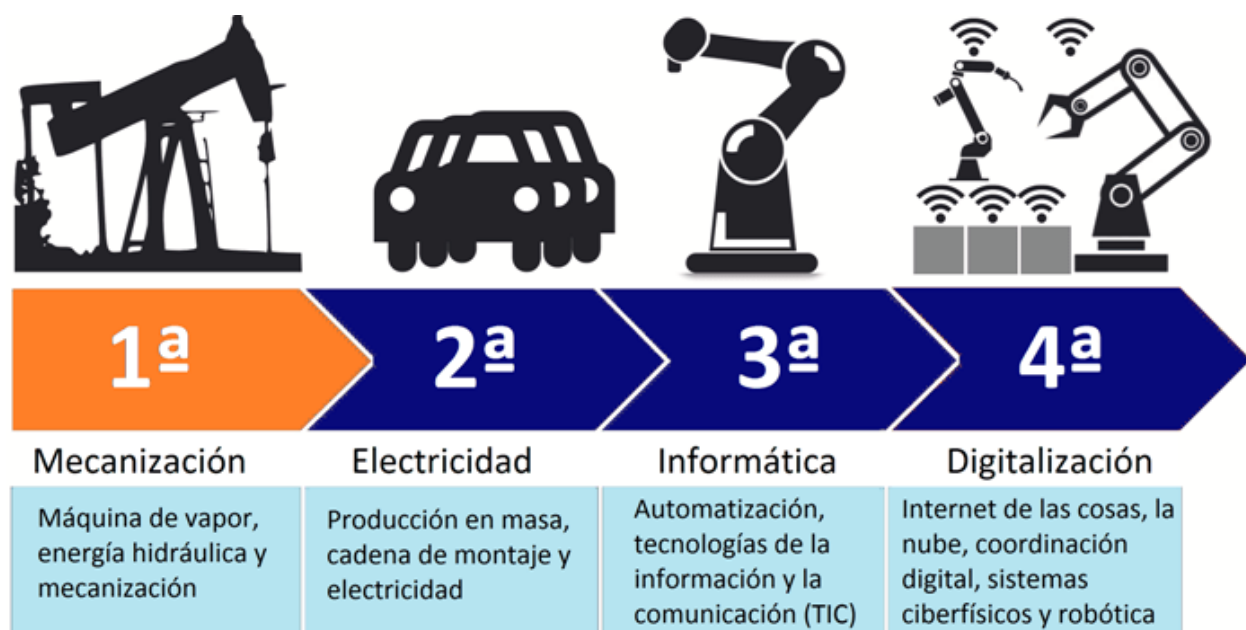 1ª
2ª
3ª
4ª
Mecanización
Electricidad
Informática
Digitalización
Máquina de vapor,
energía hidráulica y
mecanización
Producción en masa,
cadena de montaje y
electricidad
Automatización,
tecnologías de la
información y la
comunicación (TIC)
Internet de las cosas, la
nube, coordinación
digital, sistemas
ciberfísicos y robótica